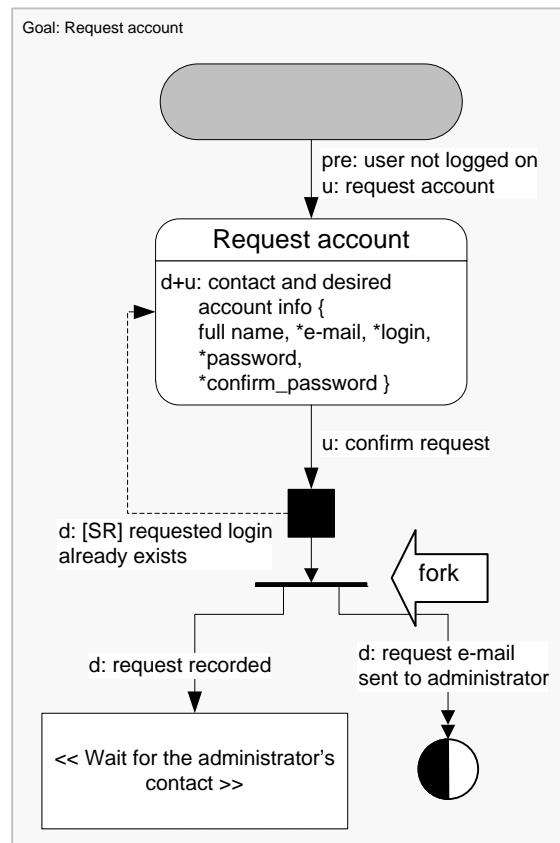 Goal: Request account
pre: user not logged on
u: request account
Request account
d+u: contact and desired
account info {
full name, *e-mail, *login,
*password,
*confirm_password }
u: confirm request
d: [SR] requested login
already exists
fork
d: request recorded
d: request e-mail
sent to administrator
<< Wait for the administrator’s
contact >>